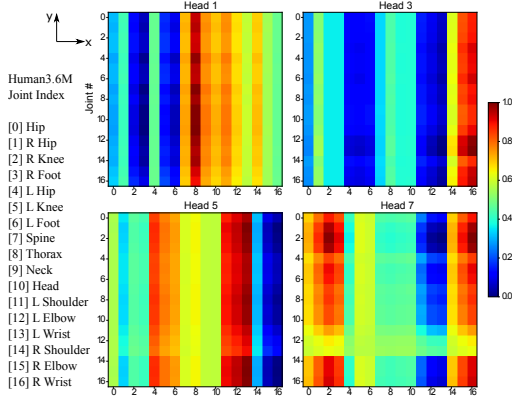 y
x
Human3.6M
Joint Index
[0] Hip
[1] R Hip
[2] R Knee
[3] R Foot
[4] L Hip
[5] L Knee
[6] L Foot
[7] Spine
[8] Thorax
[9] Neck
[10] Head
[11] L Shoulder
[12] L Elbow
[13] L Wrist
[14] R Shoulder
[15] R Elbow
[16] R Wrist
Head 1
Joint #
0
2
4
6
8
10
12
14
16
0 2 4 6 8 10 12 14 16
Head 3
0
2
4
6
8
10
12
14
16
0 2 4 6 8 10 12 14 16
Head 5
0
2
4
6
8
10
12
14
16
0 2 4 6 8 10 12 14 16
Head 7
0
2
4
6
8
10
12
14
16
0 2 4 6 8 10 12 14 16
1.0
0.8
0.6
0.4
0.2
0.0